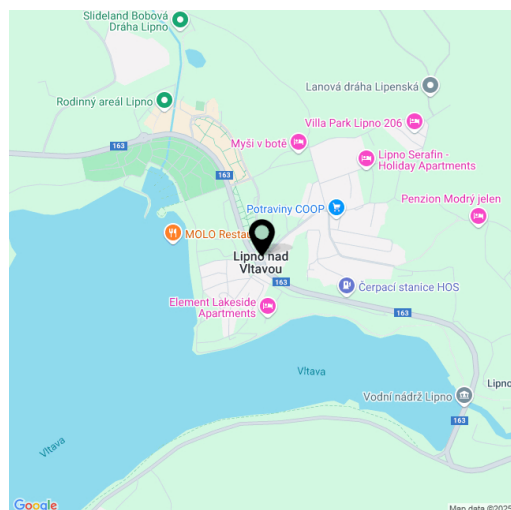 Slideland Bobová
Dráha Lipno
Lanová dráha Lipenská
Rodinný areál Lipno
Villa Park Lipno 206
163
Myši v botě
Lipno Serafin -
Holiday Apartments
163
Penzion Modrý jelen
Potraviny COOP
MOLO Restau
Lipno nad
Vltavou
163
Čerpací stanice HOS
Element Lakeside
Apartments
163
Vltava
Lipno
Vodní nádrž Lipno
163
Vltava
Google
Map data ©2025